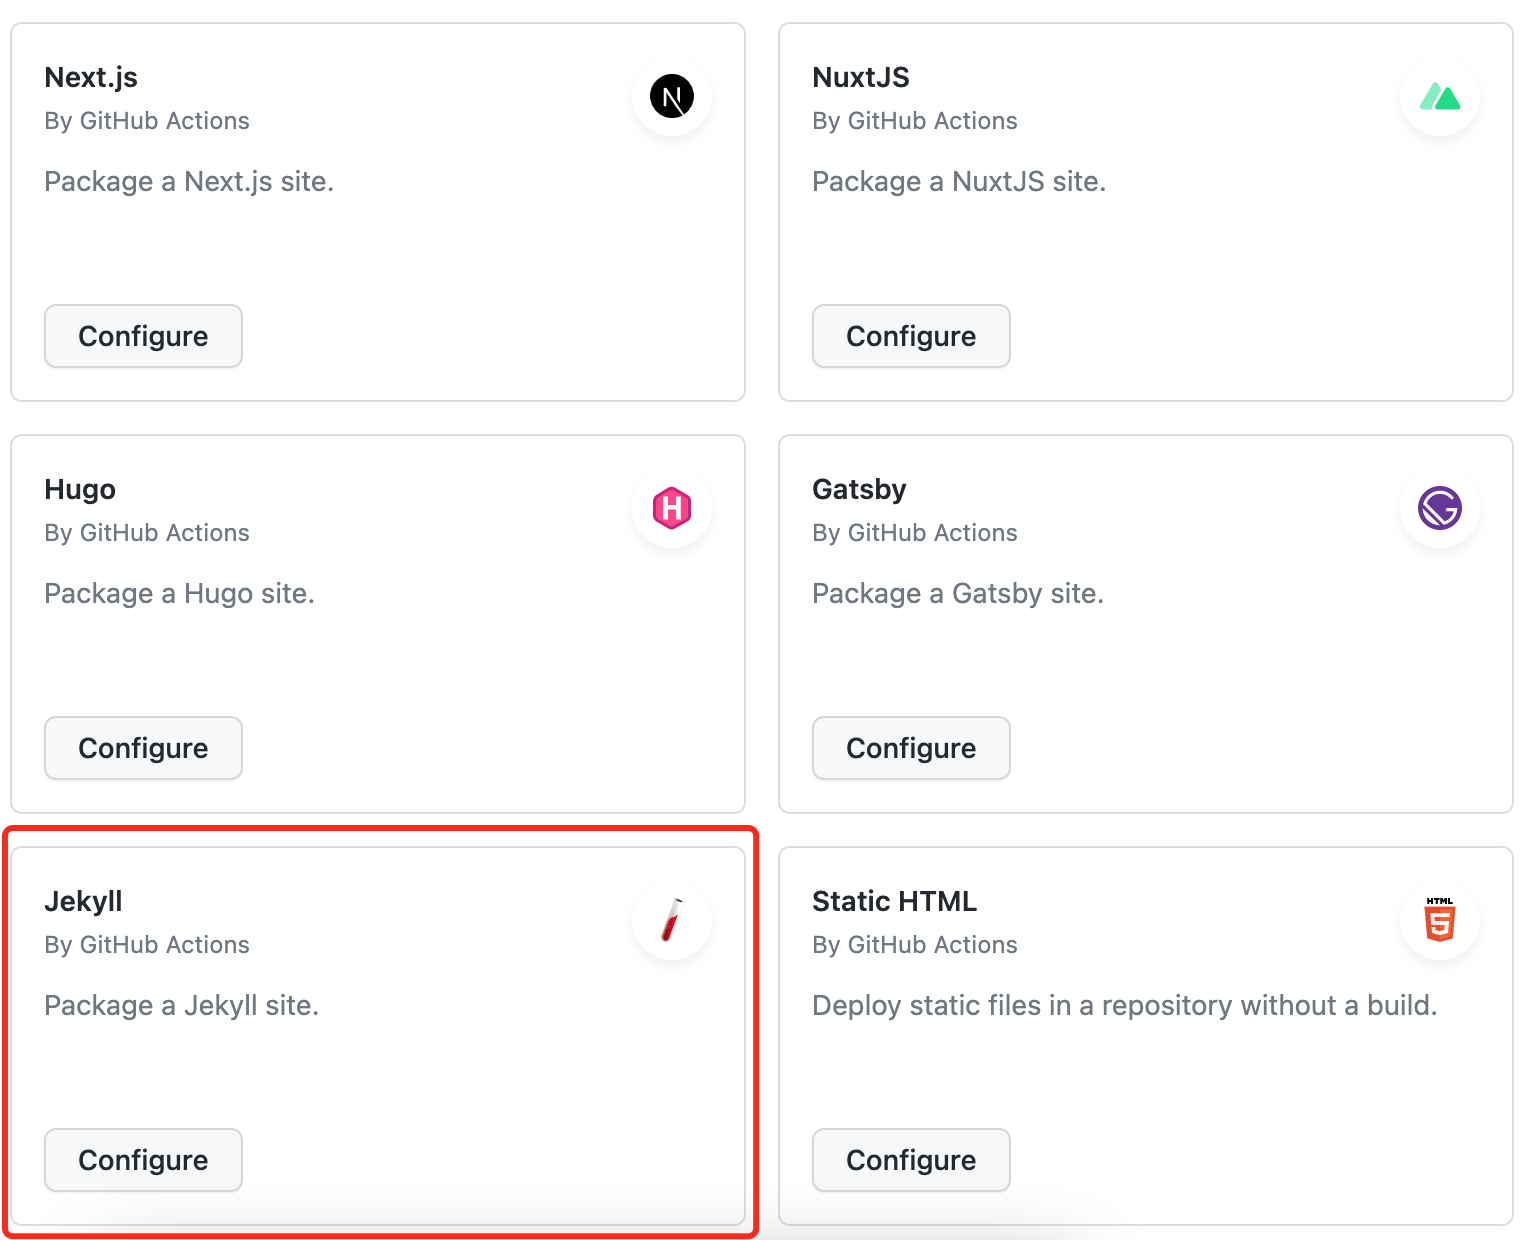 Next.js
By GitHub Actions
Package a Next.js site.
Configure
NuxtJS
By GitHub Actions
Package a NuxtJS site.
Configure
Hugo
By GitHub Actions
Package a Hugo site.
Configure
Gatsby
By GitHub Actions
Package a Gatsby site.
Configure
Jekyll
By GitHub Actions
Package a Jekyll site.
Configure
Static HTML
By GitHub Actions
HTML
5
Deploy static files in a repository without a build.
Configure